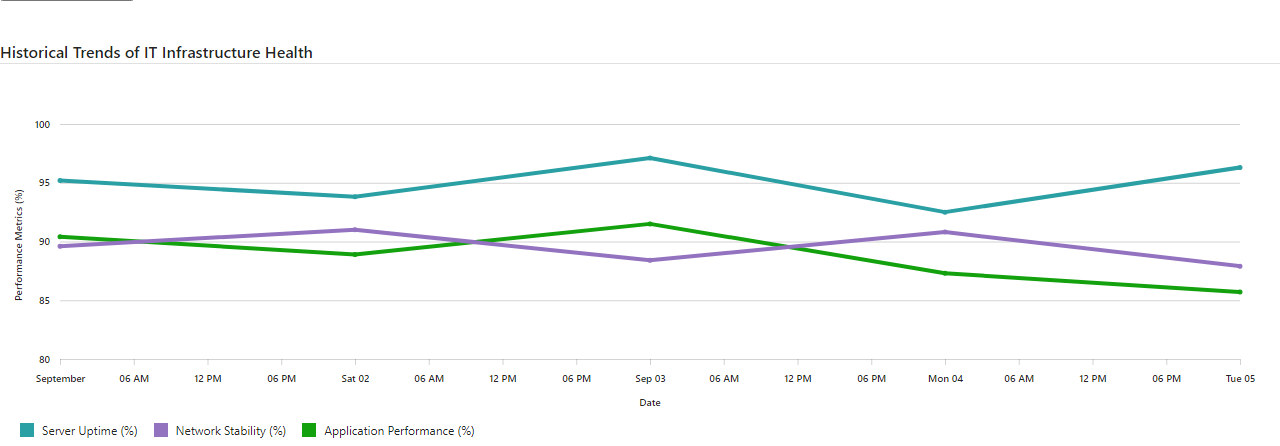 Historical Trends of IT Infrastructure Health
100
95
90
85
80
Performance Metrics (%)
September 06 AM 12 PM 06 PM Sat 02 06 AM 12 PM 06 PM Sep 03 06 AM 12 PM 06 PM Mon 04 06 AM 12 PM 06 PM Tue 05
Date
Server Uptime (%) Network Stability (%) Application Performance (%)